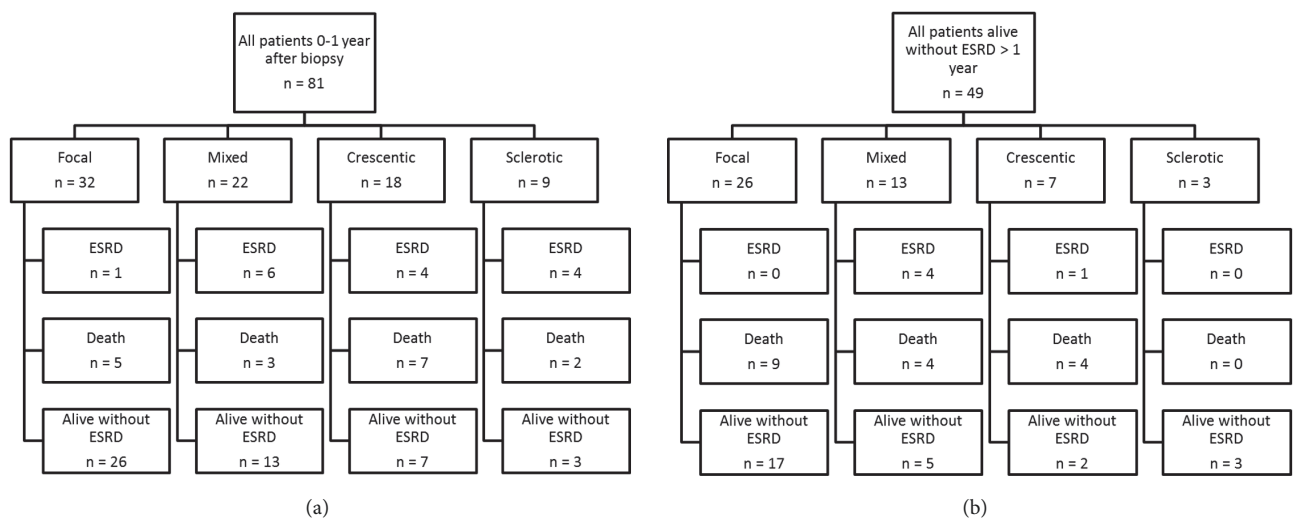 All patients 0-1 year
after biopsy
n = 81
Focal
n = 32
Mixed
n = 22
Crescentic
n = 18
Sclerotic
n = 9
ESRD
n = 1
ESRD
n = 6
ESRD
n = 4
ESRD
n = 4
Death
n = 5
Death
n = 3
Death
n = 7
Death
n = 2
Alive without
ESRD
n = 26
Alive without
ESRD
n = 13
Alive without
ESRD
n = 7
Alive without
ESRD
n = 3
(a)
All patients alive
without ESRD > 1
year
n = 49
Focal
n = 26
Mixed
n = 13
Crescentic
n = 7
Sclerotic
n = 3
ESRD
n = 0
ESRD
n = 4
ESRD
n = 1
ESRD
n = 0
Death
n = 9
Death
n = 4
Death
n = 4
Death
n = 0
Alive without
ESRD
n = 17
Alive without
ESRD
n = 5
Alive without
ESRD
n = 2
Alive without
ESRD
n = 3
(b)